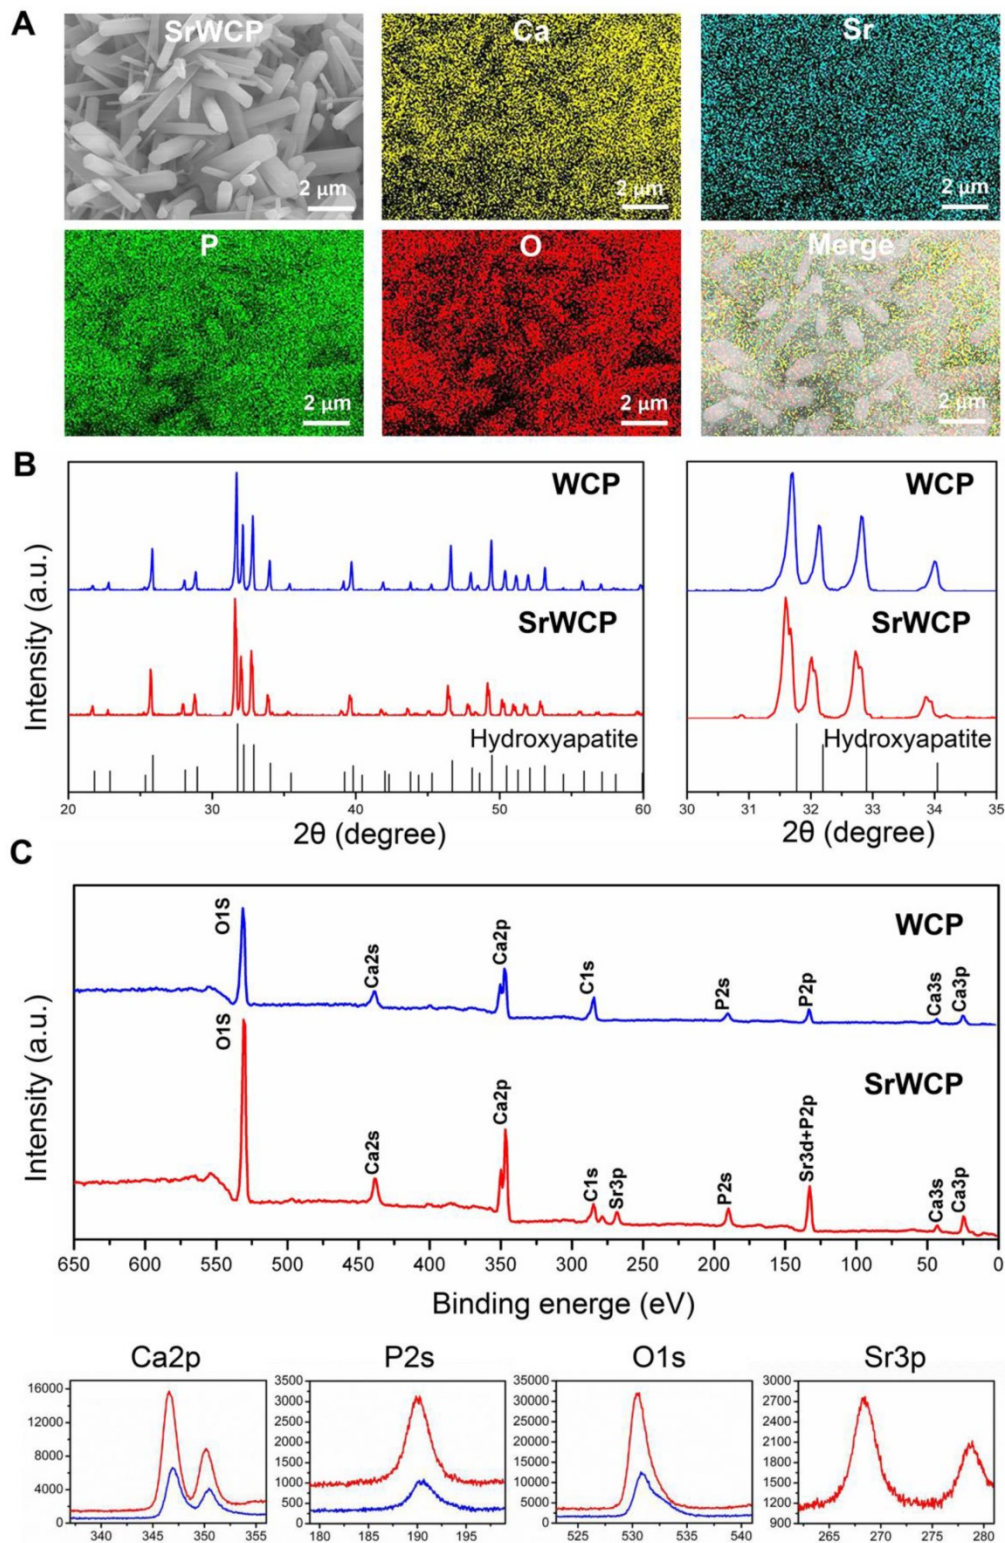 A
SrWCP
2 μm
Ca
2 μm
Sr
2 μm
P
2 μm
O
2 μm
Merge
2 μm
B
Intensity (a.u.)
WCP
SrWCP
Hydroxyapatite
20 30 40 50 60
2θ (degree)
WCP
SrWCP
Hydroxyapatite
30 31 32 33 34 35
2θ (degree)
C
Intensity (a.u.)
WCP
O1S
Ca2s
Ca2p
C1s
P2s
P2p
Ca3s
Ca3p
SrWCP
O1S
Ca2s
Ca2p
C1s
Sr3p
P2s
Sr3d+P2p
Ca3s
Ca3p
650 600 550 500 450 400 350 300 250 200 150 100 50 0
Binding energe (eV)
Ca2p
16000
12000
8000
4000
0
340 345 350 355
P2s
3500
3000
2500
2000
1500
1000
500
0
180 185 190 195
O1s
35000
30000
25000
20000
15000
10000
5000
0
525 530 535 540
Sr3p
3000
2700
2400
2100
1800
1500
1200
900
265 270 275 280